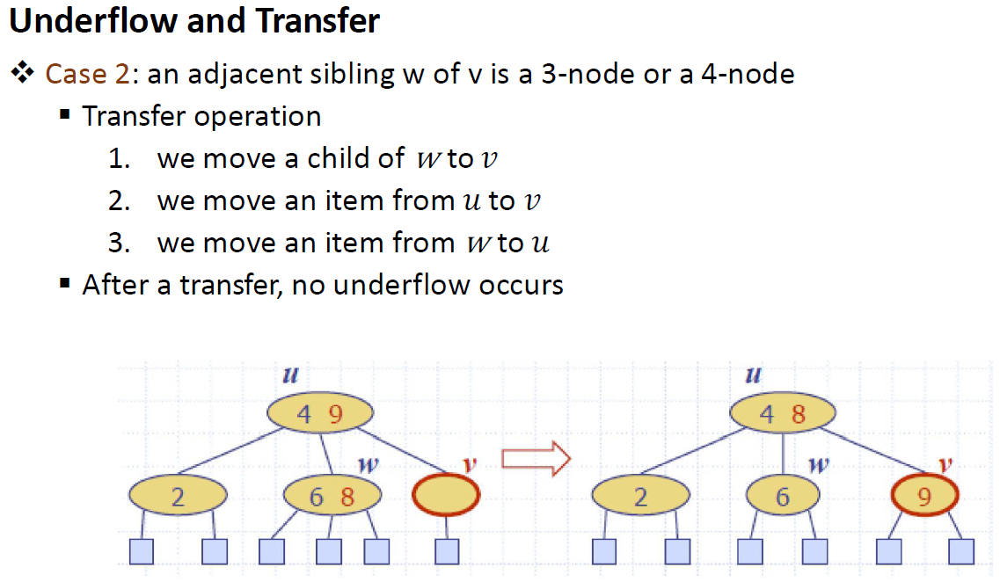 Underflow and Transfer
❖ Case 2: an adjacent sibling w of v is a 3-node or a 4-node
▪ Transfer operation
1. we move a child of w to v
2. we move an item from u to v
3. we move an item from w to u
▪ After a transfer, no underflow occurs
u u
4 9 4 8
w v w v
2 6 8 2 6 9